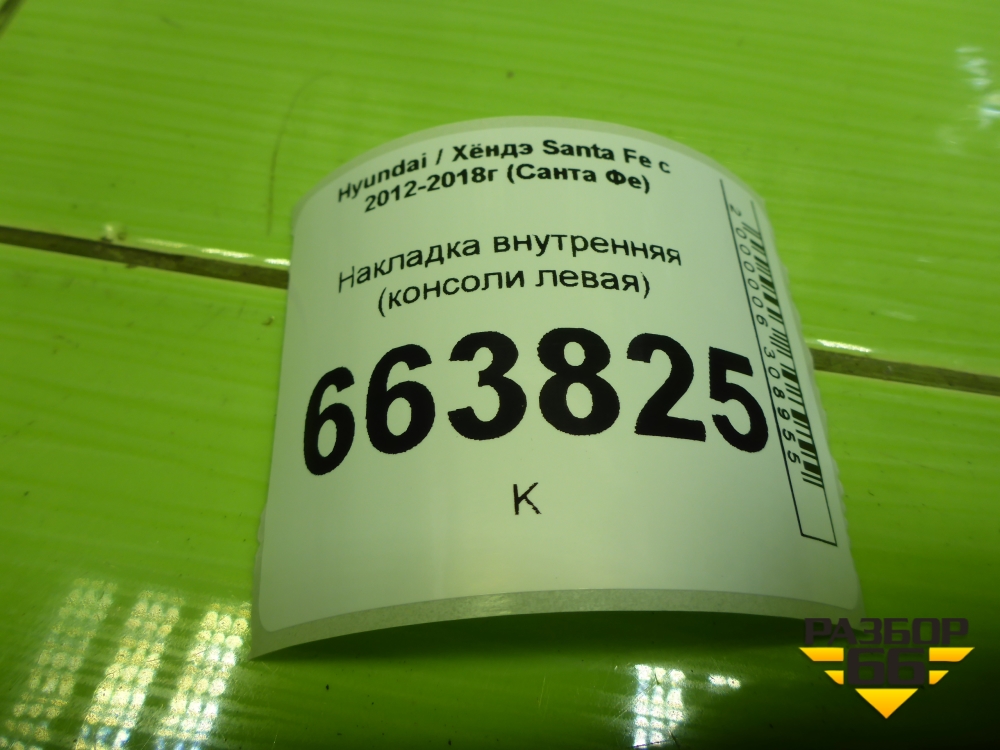 Hyundai / Хёндэ Santa Fe с
2012-2018г (Санта Фе)
Накладка внутренняя
(консоли левая)
663825
К
2000006308955
РАЗБОР
66